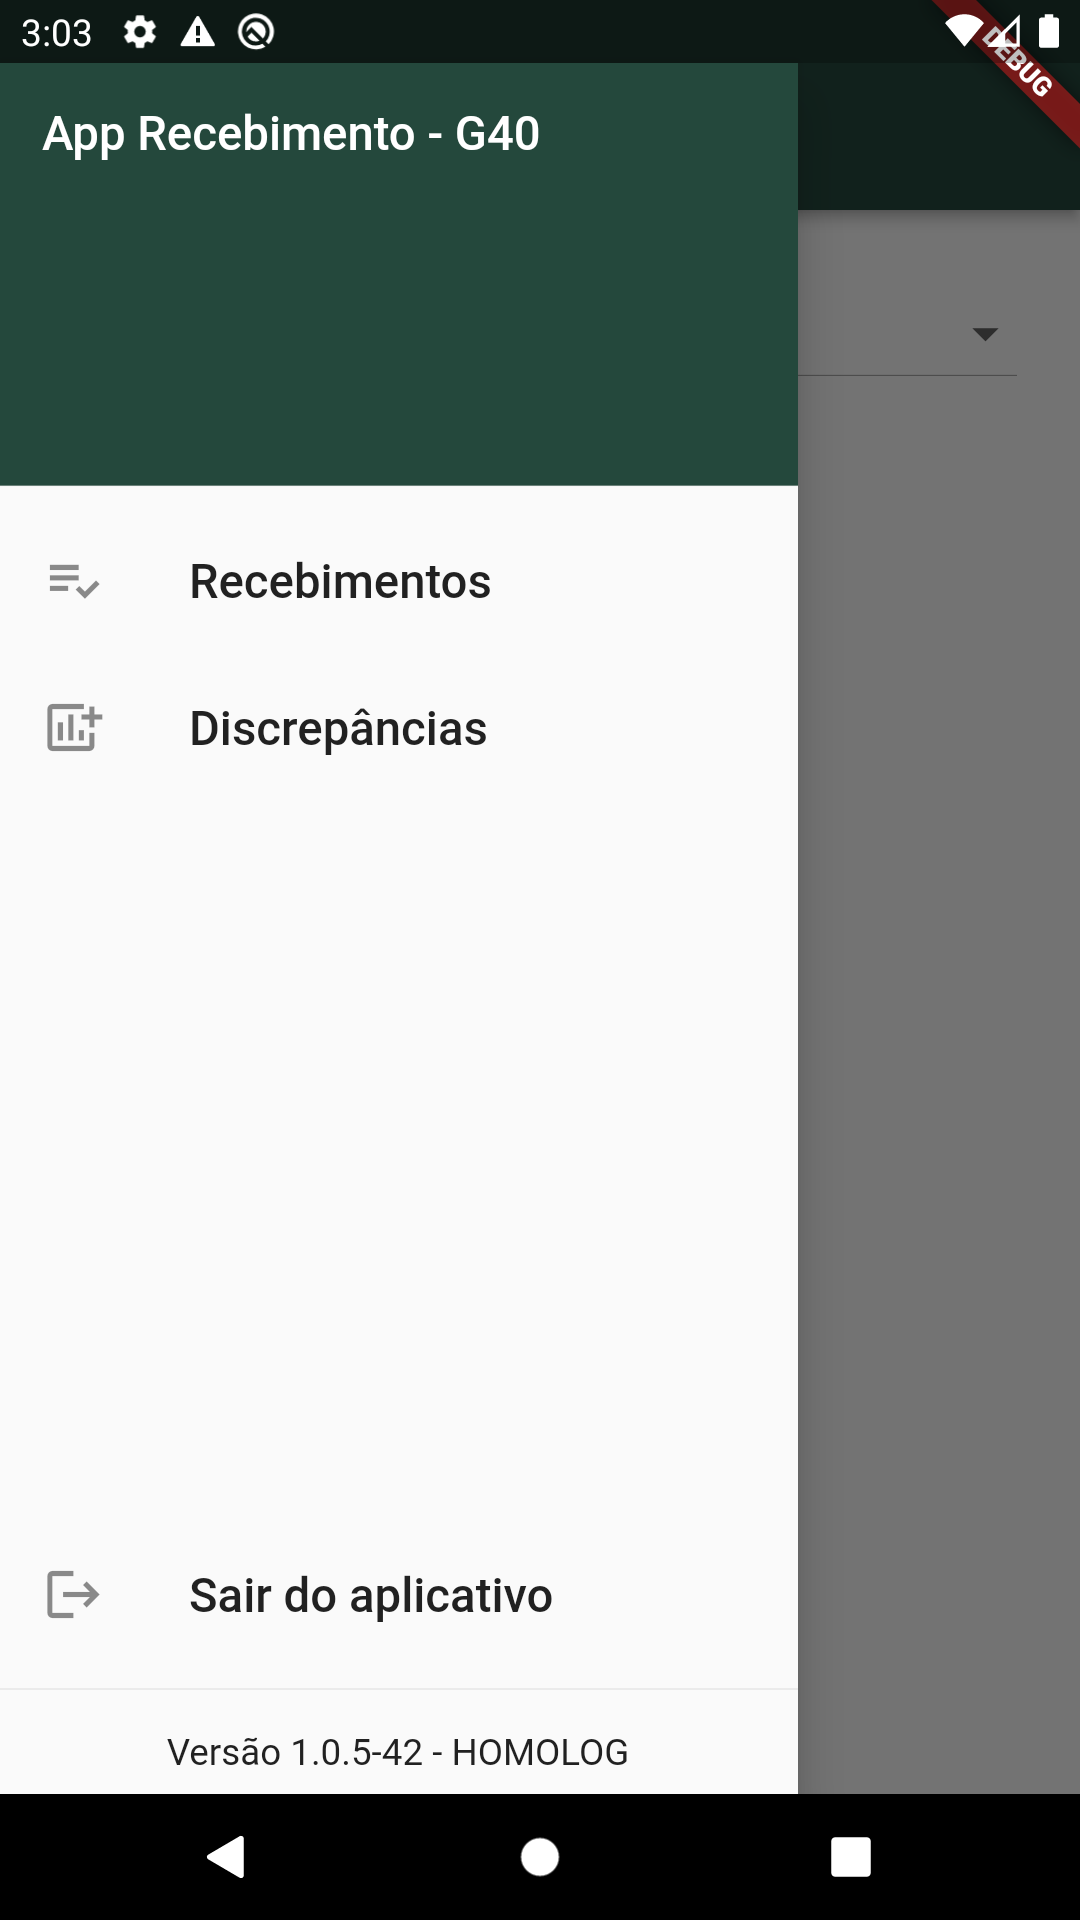 3:03
DEBUG
App Recebimento - G40
Recebimentos
Discrepâncias
Sair do aplicativo
Versão 1.0.5-42 - HOMOLOG